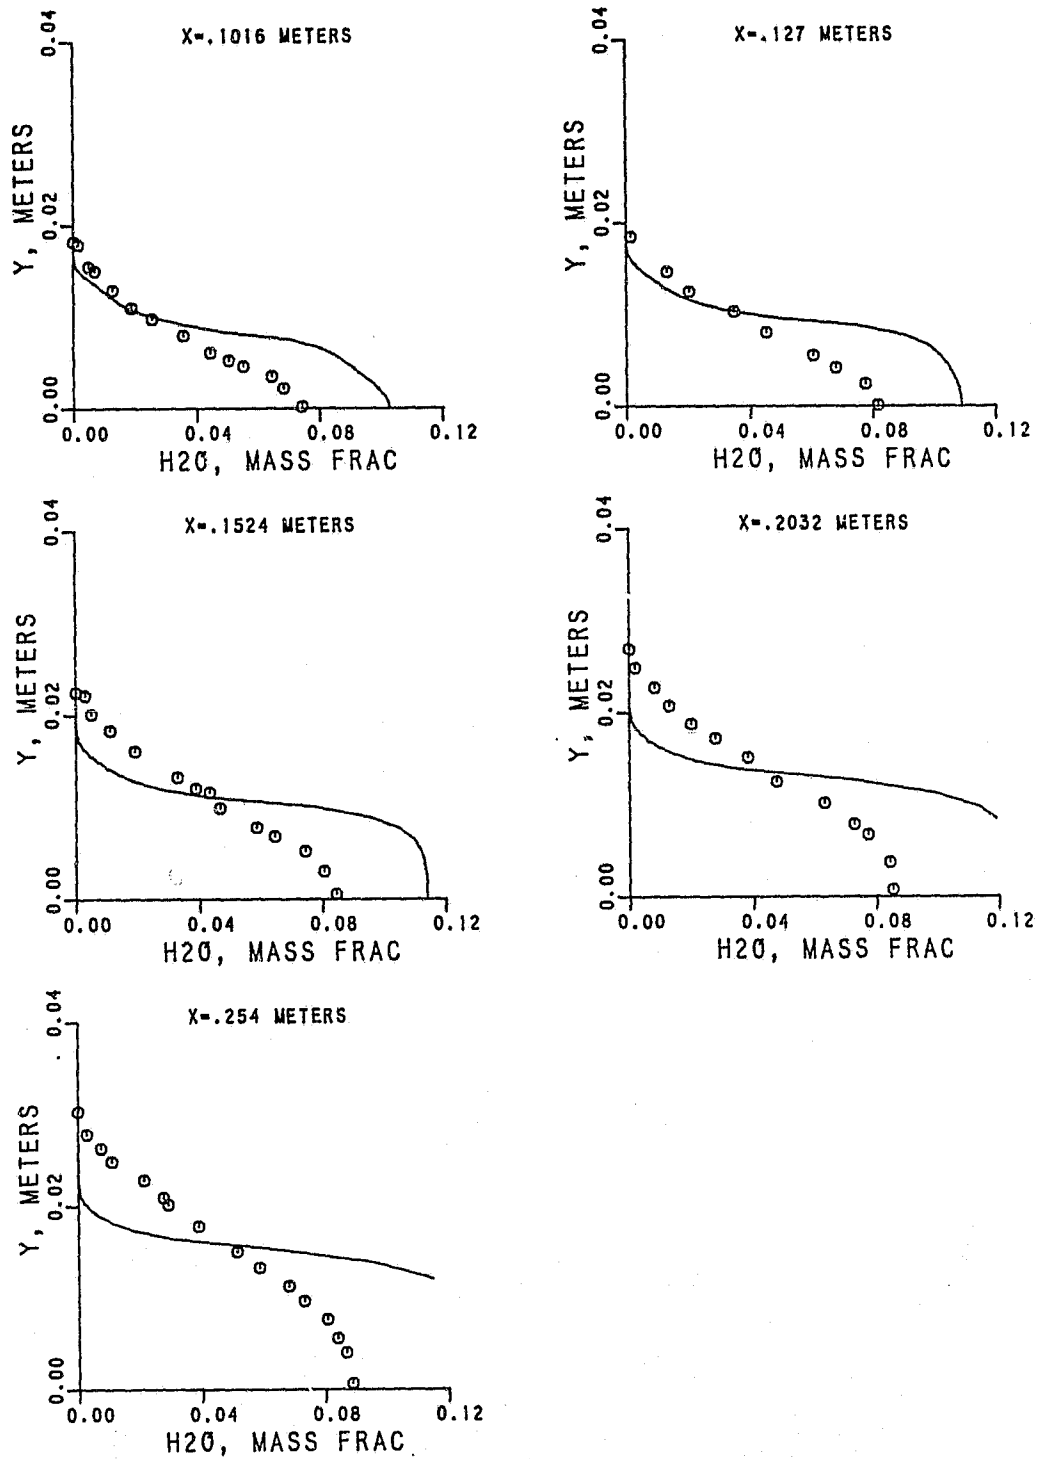 X=.1016 METERS
0.04
0.02
0.00
Y, METERS
0.00 0.04 0.08 0.12
H2O, MASS FRAC
X=.127 METERS
0.04
0.02
0.00
Y, METERS
0.00 0.04 0.08 0.12
H2O, MASS FRAC
X=.1524 METERS
0.04
0.02
0.00
Y, METERS
0.00 0.04 0.08 0.12
H2O, MASS FRAC
X=.2032 METERS
0.04
0.02
0.00
Y, METERS
0.00 0.04 0.08 0.12
H2O, MASS FRAC
X=.254 METERS
0.04
0.02
0.00
Y, METERS
0.00 0.04 0.08 0.12
H2O, MASS FRAC